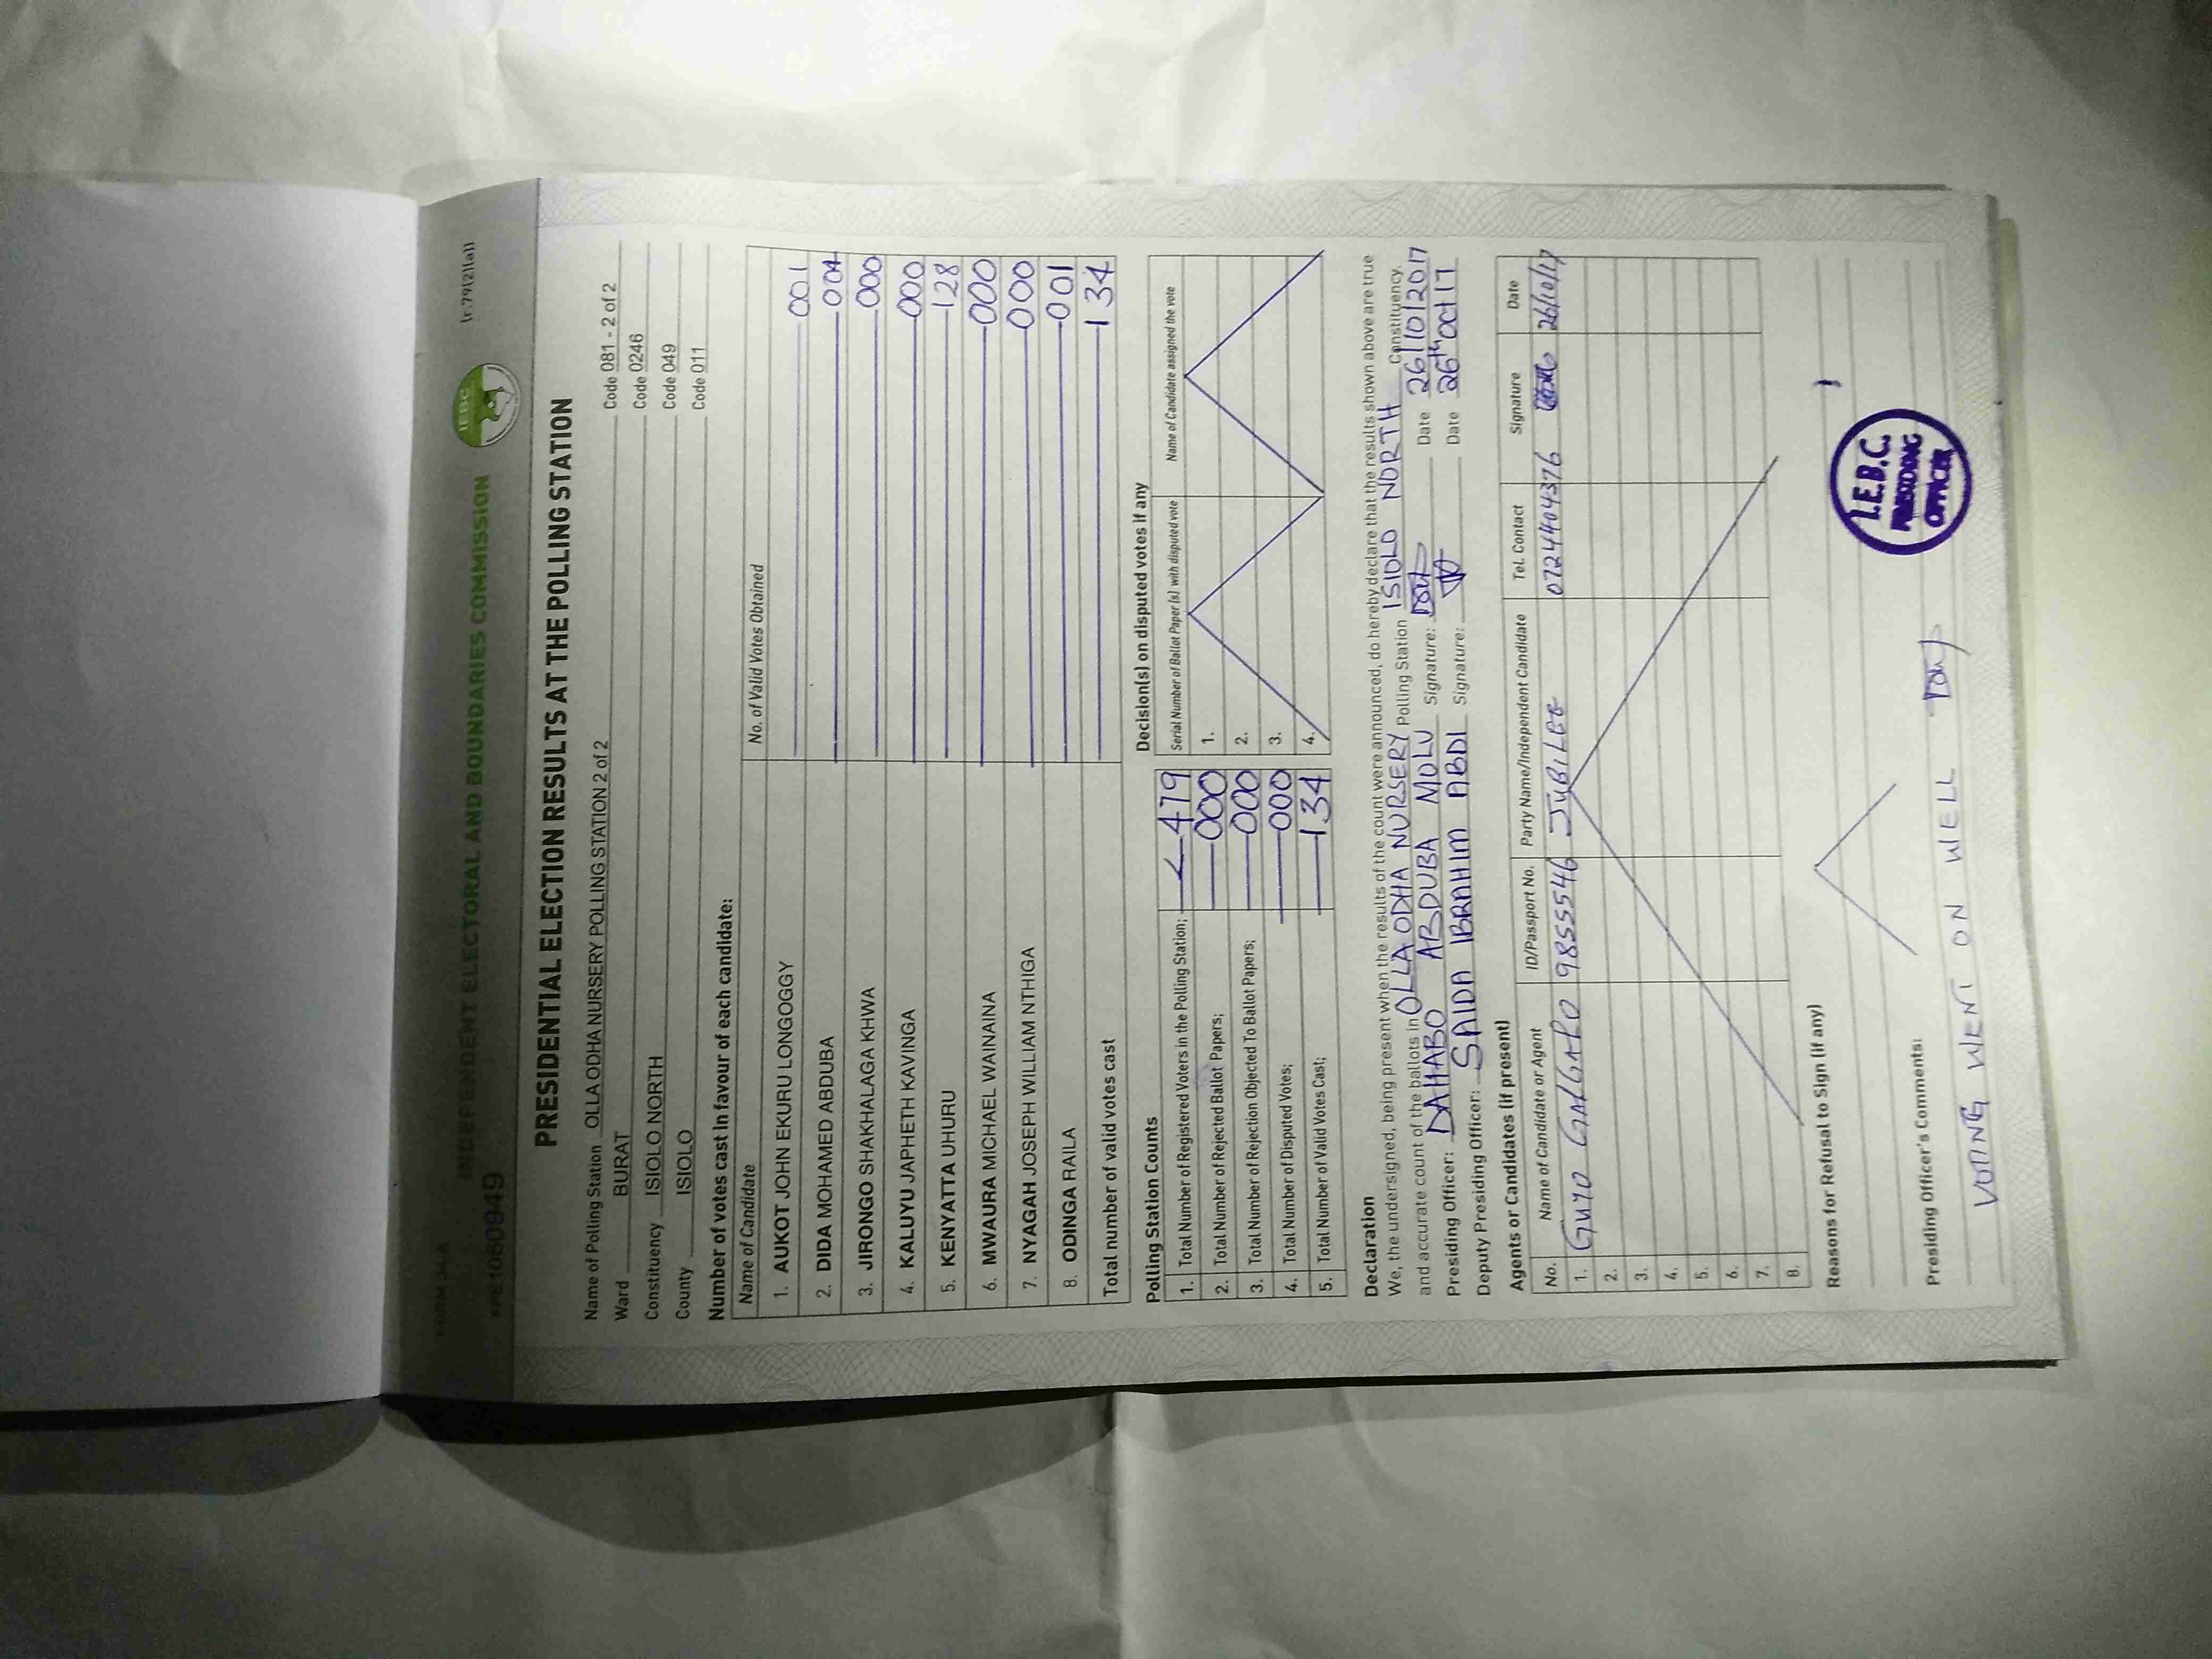 FORM 34A (r.79(2)(a))
INDEPENDENT ELECTORAL AND BOUNDARIES COMMISSION
IEBC
PRESIDENTIAL ELECTION RESULTS AT THE POLLING STATION
Name of Polling Station OLLA ODHA NURSERY POLLING STATION 2 of 2 Code 081 - 2 of 2
Ward BURAT Code 0246
Constituency ISIOLO NORTH Code 049
County ISIOLO Code 011
Number of votes cast in favour of each candidate:
Name of Candidate No. of Valid Votes Obtained
1. AUKOT JOHN EKURU LONGOGGY 001
2. DIDA MOHAMED ABDUBA 004
3. JIRONGO SHAKHALAGA KHWA 000
4. KALUYU JAPHETH KAVINGA 000
5. KENYATTA UHURU 128
6. MWAURA MICHAEL WAINAINA 000
7. NYAGAH JOSEPH WILLIAM NTHIGA 000
8. ODINGA RAILA 001
Total number of valid votes cast 134
Polling Station Counts
1. Total Number of Registered Voters in the Polling Station; 479
2. Total Number of Rejected Ballot Papers; 000
3. Total Number of Rejection Objected To Ballot Papers; 000
4. Total Number of Disputed Votes; 000
5. Total Number of Valid Votes Cast; 134
Decision(s) on disputed votes if any
Serial Number of Ballot Paper(s) with disputed vote Name of Candidate assigned the vote
1.
2.
3.
4.
Declaration
We, the undersigned, being present when the results of the count were announced, do hereby declare that the results shown above are true
and accurate count of the ballots in OLLA ODHA NURSERY Polling Station ISIOLO NORTH Constituency.
Presiding Officer: DAHABO ABDUBA MOLU Signature: Date 26/10/2017
Deputy Presiding Officer: SAIDA IBRAHIM ABDI Signature: Date 26th Oct 17
Agents or Candidates (if present)
No. Name of Candidate or Agent ID/Passport No. Party Name/Independent Candidate Tel. Contact Signature Date
1. GUYO GALGALO 9855546 JUBILEE 0724404376 26/10/17
2.
3.
4.
5.
6.
7.
8.
Reasons for Refusal to Sign (if any)
I.E.B.C.
PRESIDING
OFFICER
Presiding Officer's Comments:
VOTING WENT ON WELL